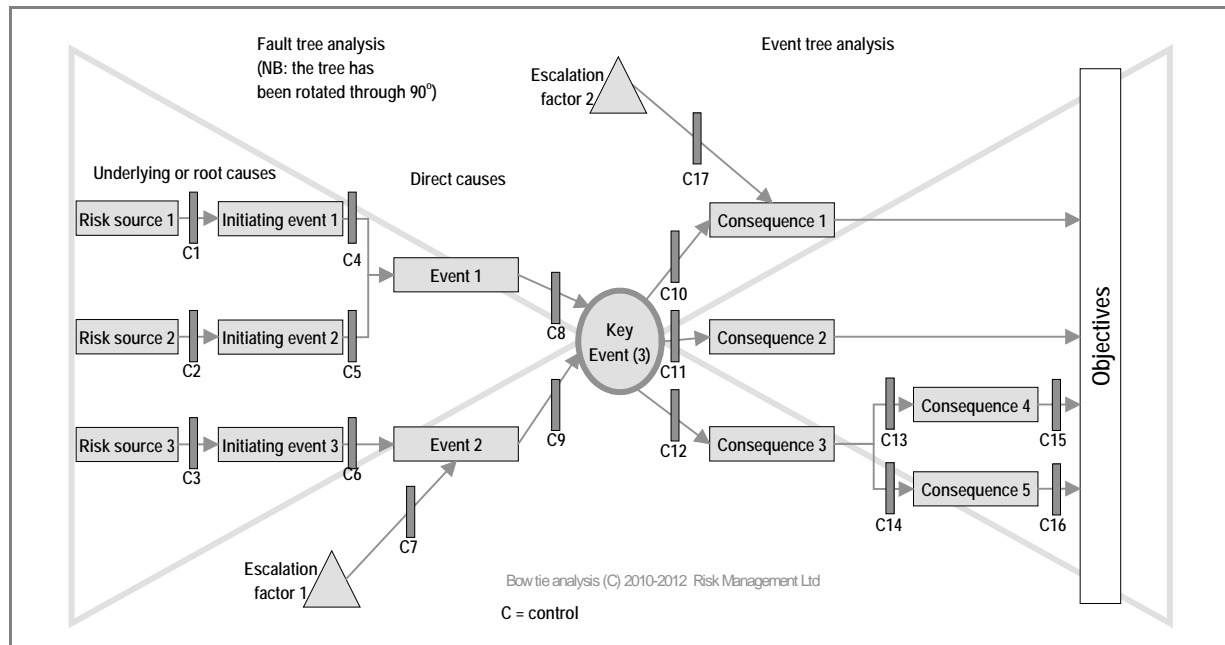 Fault tree analysis
(NB: the tree has
been rotated through 90°)
Event tree analysis
Escalation
factor 2
C17
Underlying or root causes
Direct causes
Risk source 1
C1
Initiating event 1
C4
Event 1
C8
Risk source 2
C2
Initiating event 2
C5
Risk source 3
C3
Initiating event 3
C6
Event 2
C9
C7
Escalation
factor 1
Key
Event (3)
C10
Consequence 1
C11
Consequence 2
C12
Consequence 3
C13
Consequence 4
C15
C14
Consequence 5
C16
Objectives
Bow tie analysis (C) 2010-2012 Risk Management Ltd
C = control